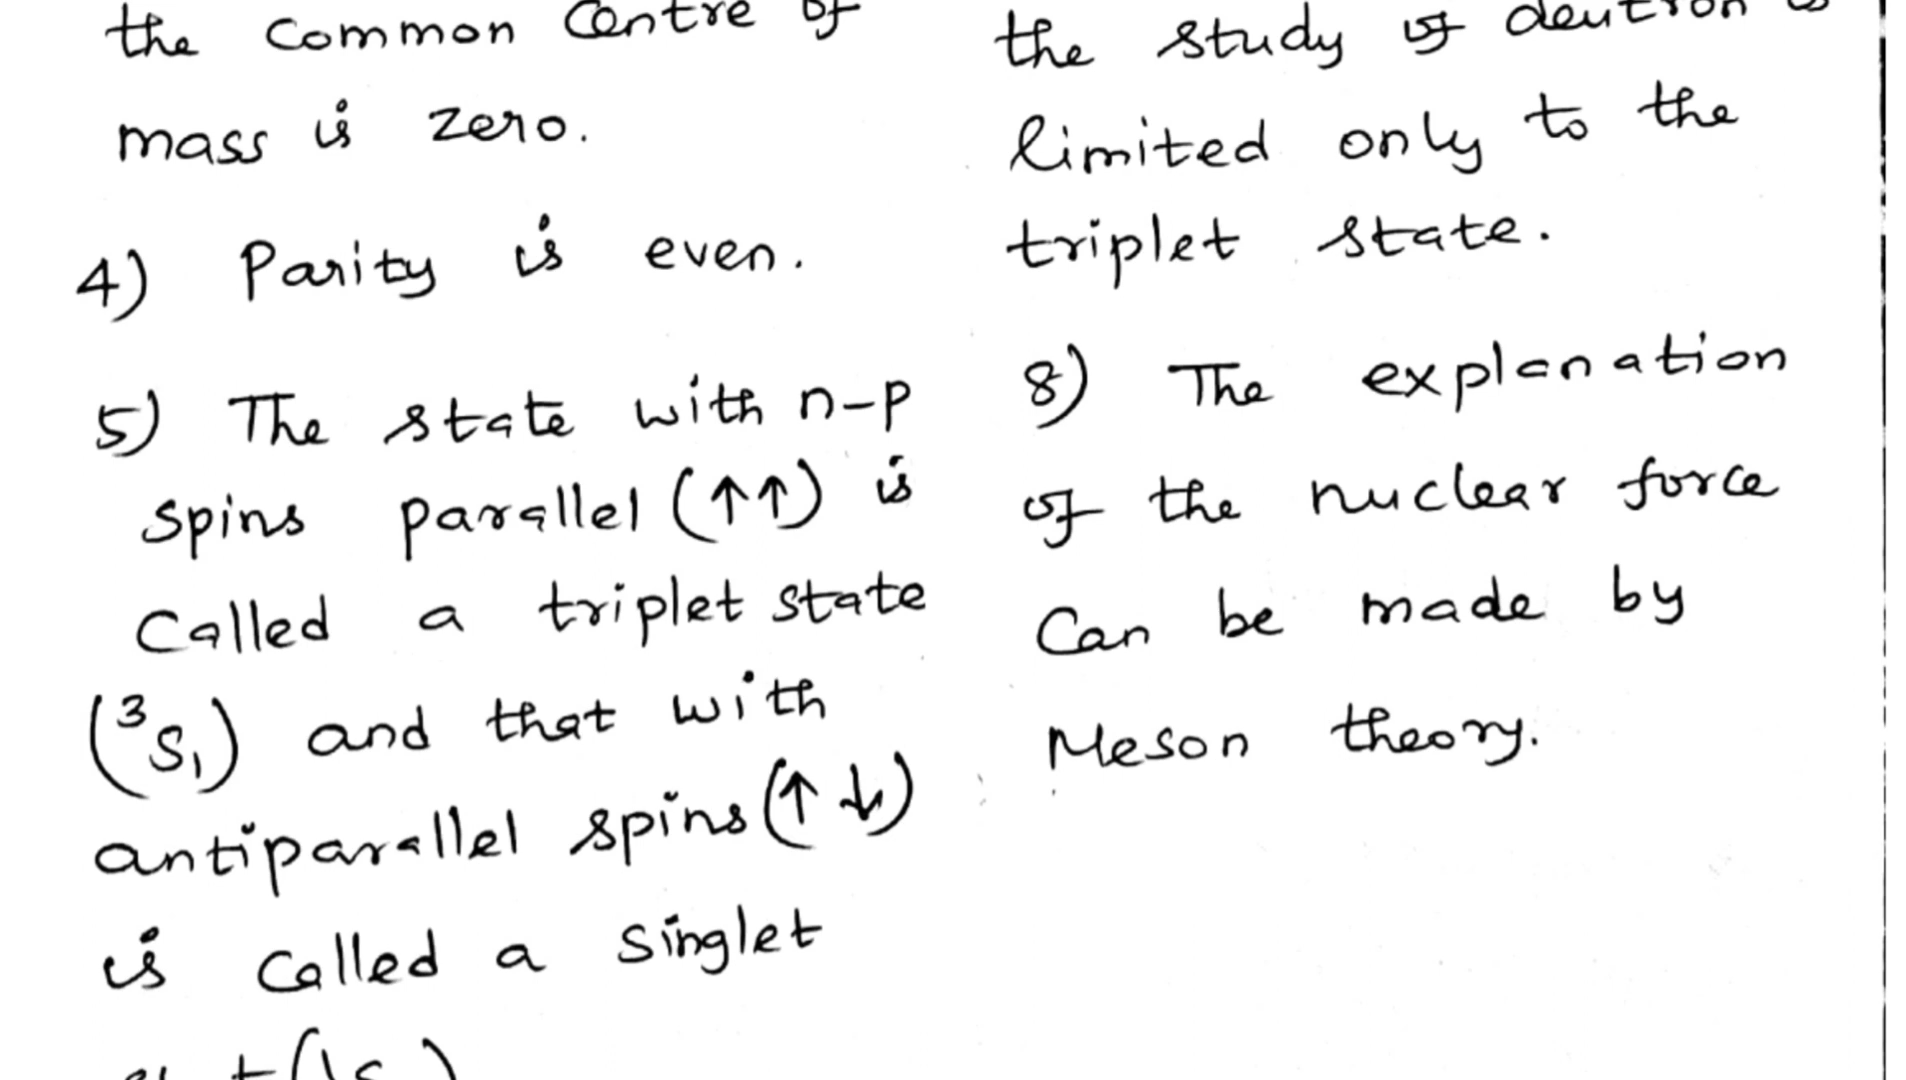 the common Centre of
mass is zero.
4) Parity is even.
5) The state with n-p
spins parallel (↑↑) is
Called a triplet state
(³S₁) and that with
antiparallel spins (↑↓)
is called a singlet
the study of deutron is
limited only to the
triplet state.
8) The explanation
of the nuclear force
Can be made by
Meson theory.